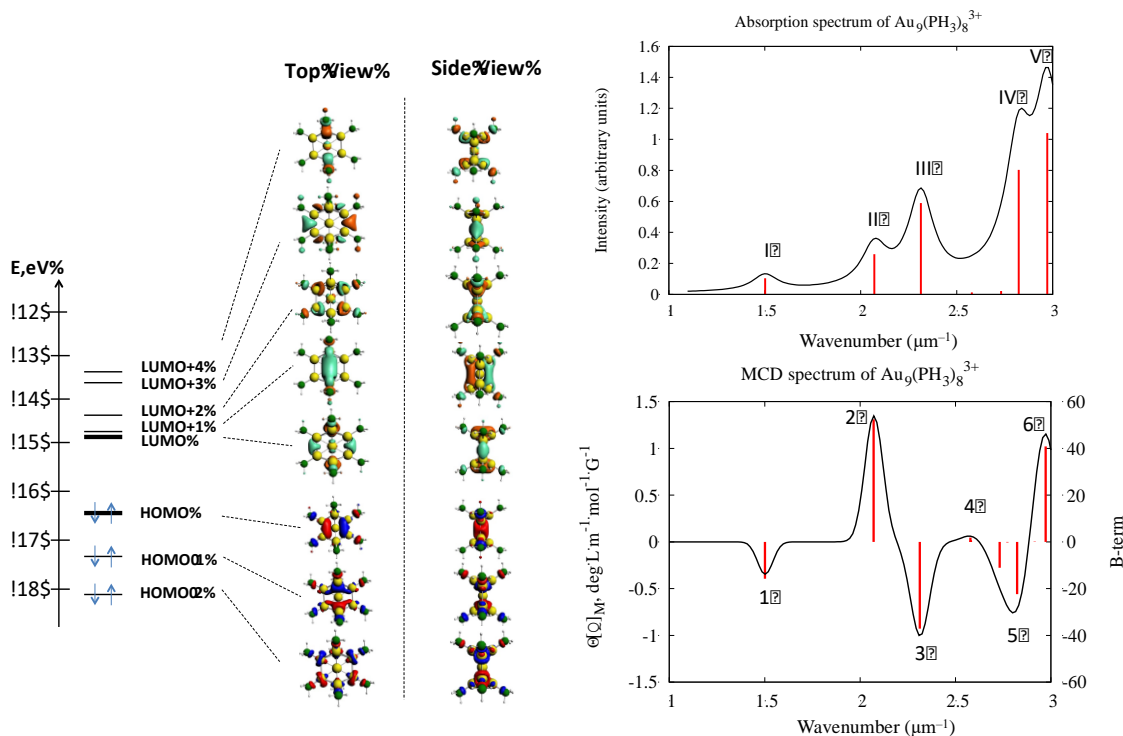 Top%View%
Side%View%
E,eV%
!12$
!13$
!14$
!15$
!16$
!17$
!18$
LUMO+4%
LUMO+3%
LUMO+2%
LUMO+1%
LUMO%
HOMO%
HOMO01%
HOMO02%
Absorption spectrum of Au9(PH3)8 3+
Intensity (arbitrary units)
1.6
1.4
1.2
1
0.8
0.6
0.4
0.2
0
I
II
III
IV
V
1 1.5 2 2.5 3
Wavenumber (μm⁻¹)
MCD spectrum of Au9(PH3)8 3+
Θ[Ω]M, deg·L·m⁻¹·mol⁻¹·G⁻¹
1.5
1
0.5
0
-0.5
-1
-1.5
1
2
3
4
5
6
60
40
20
0
-20
-40
-60
B-term
1 1.5 2 2.5 3
Wavenumber (μm⁻¹)